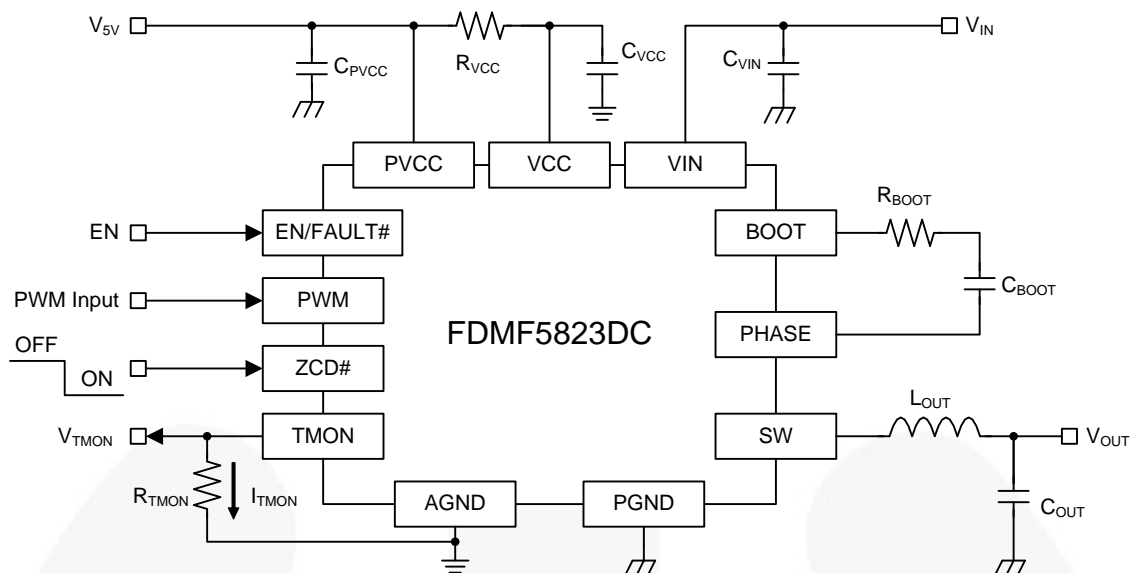 V5V
CPVCC
RVCC
CVCC
CVIN
VIN
PVCC
VCC
VIN
EN
EN/FAULT#
BOOT
RBOOT
CBOOT
PWM Input
PWM
FDMF5823DC
PHASE
OFF
ON
ZCD#
VTMON
TMON
SW
LOUT
VOUT
RTMON
ITMON
AGND
PGND
COUT